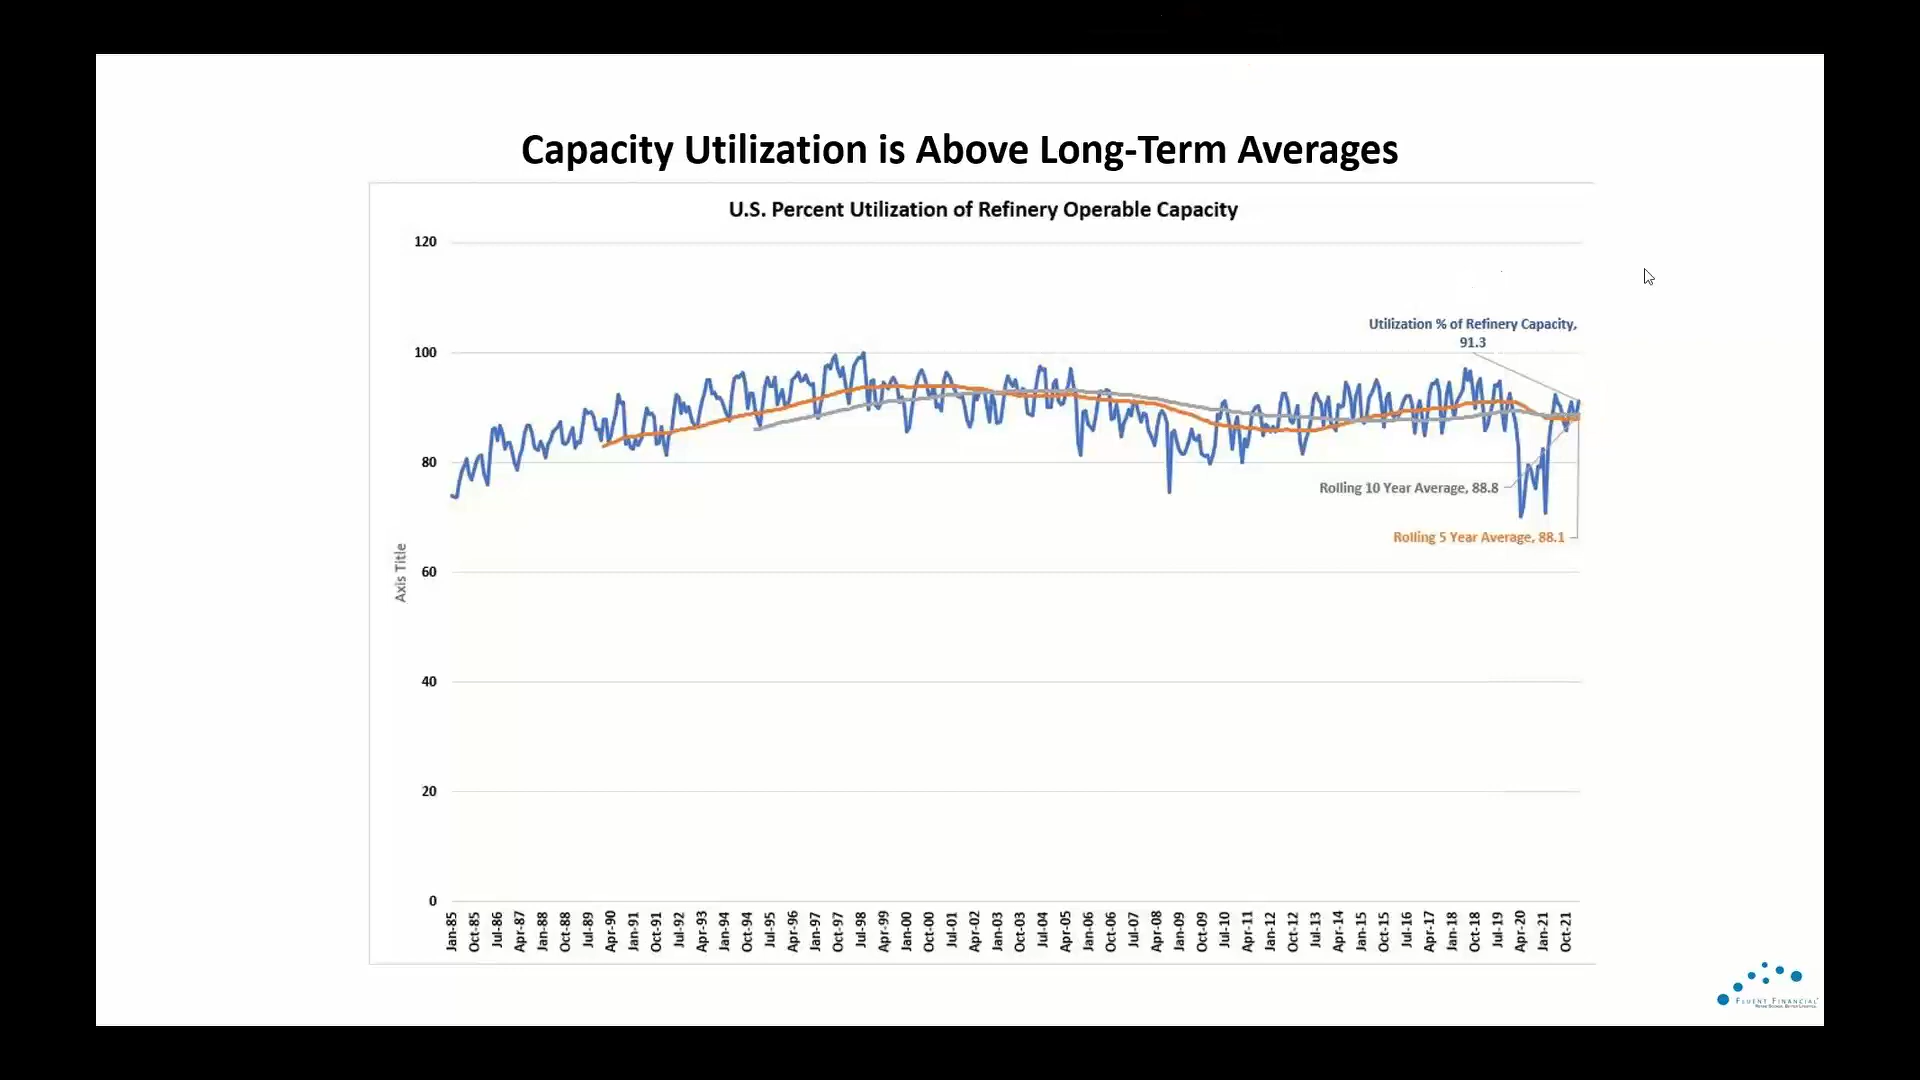 Capacity Utilization is Above Long-Term Averages
U.S. Percent Utilization of Refinery Operable Capacity
120
100
80
60
40
20
0
Axis Title
Utilization % of Refinery Capacity,
91.3
Rolling 10 Year Average, 88.8
Rolling 5 Year Average, 88.1
Jan-85
Oct-85
Jul-86
Apr-87
Jan-88
Oct-88
Jul-89
Apr-90
Jan-91
Oct-91
Jul-92
Apr-93
Jan-94
Oct-94
Jul-95
Apr-96
Jan-97
Oct-97
Jul-98
Apr-99
Jan-00
Oct-00
Jul-01
Apr-02
Jan-03
Oct-03
Jul-04
Apr-05
Jan-06
Oct-06
Jul-07
Apr-08
Jan-09
Oct-09
Jul-10
Apr-11
Jan-12
Oct-12
Jul-13
Apr-14
Jan-15
Oct-15
Jul-16
Apr-17
Jan-18
Oct-18
Jul-19
Apr-20
Jan-21
Oct-21
FLUENT FINANCIAL